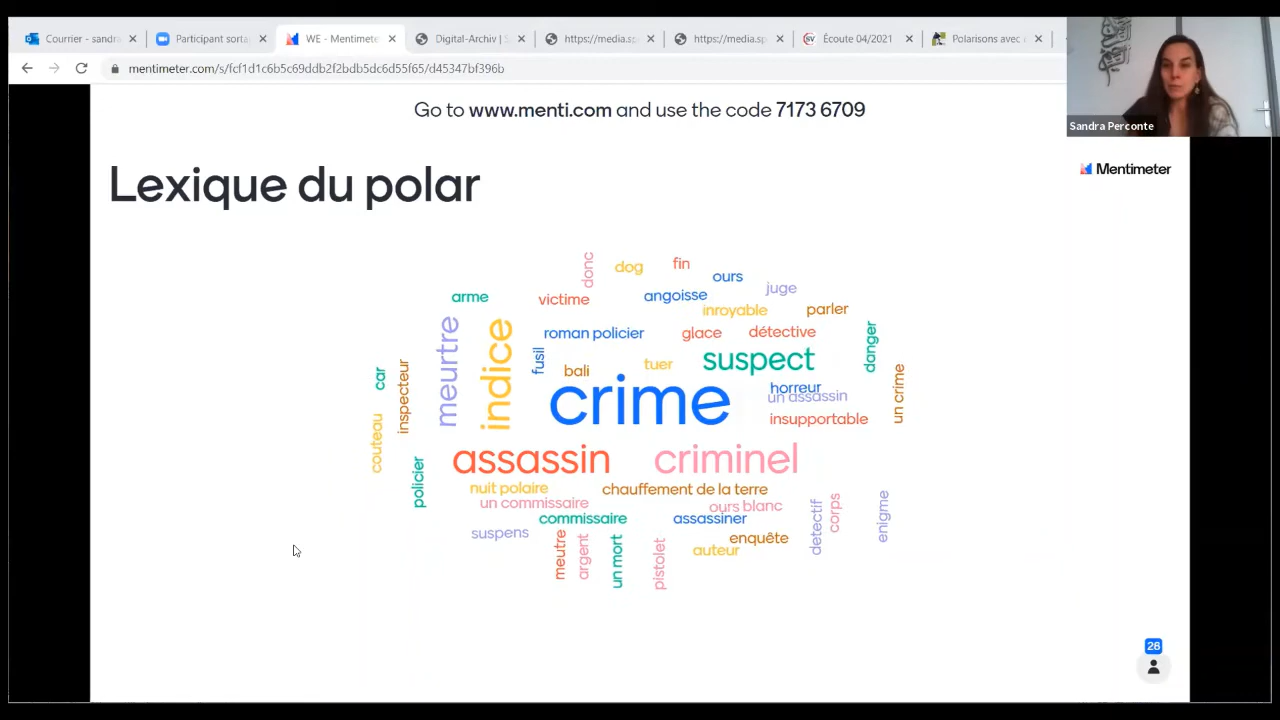 Courrier - sandra
Participant sorta
WE - Mentimete
Digital-Archiv | S
https://media.sp
https://media.sp
Écoute 04/2021
Polarisons avec
mentimeter.com/s/fcf1d1c6b5c69ddb2f2bdb5dc6d55f65/d45347bf396b
Sandra Perconte
Go to www.menti.com and use the code 7173 6709
Mentimeter
Lexique du polar
donc
dog
fin
ours
juge
arme
victime
angoisse
inroyable
parler
meurtre
indice
roman policier
glace
détective
danger
fusil
bali
tuer
suspect
car
inspecteur
crime
horreur
un assassin
un crime
insupportable
couteau
assassin
criminel
policier
nuit polaire
chauffement de la terre
un commissaire
ours blanc
detectif
corps
enigme
commissaire
assassiner
suspens
meutre
argent
un mort
pistolet
auteur
enquête
26